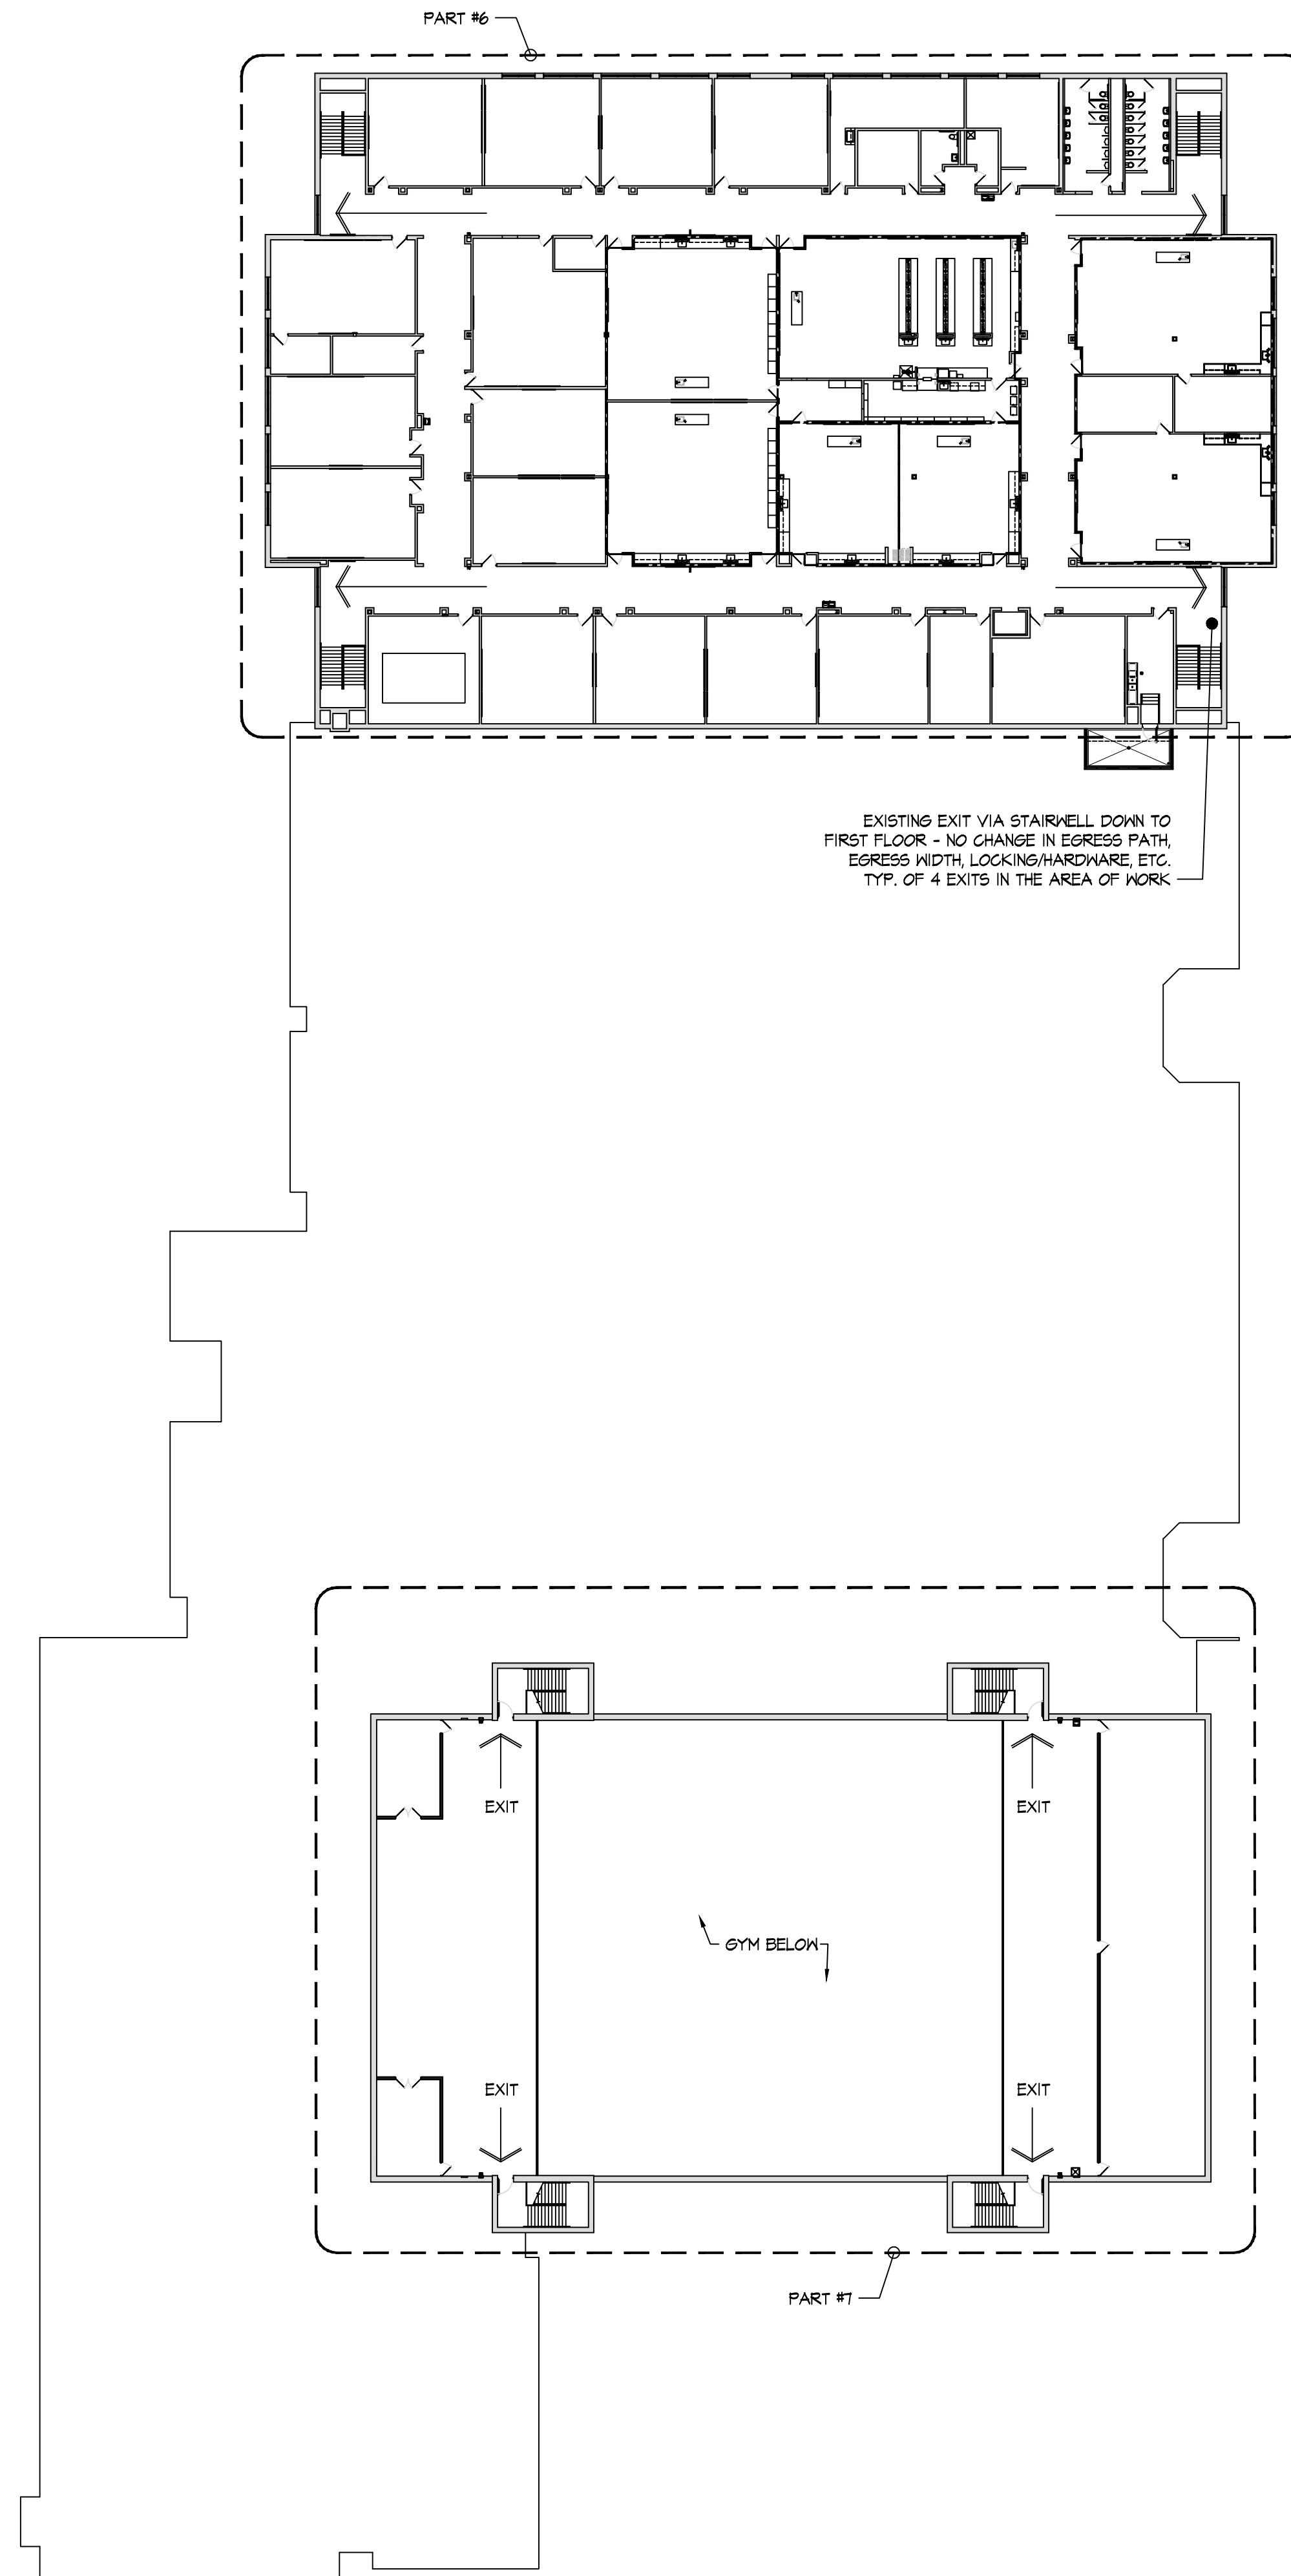 PART #6
EXISTING EXIT VIA STAIRWELL DOWN TO
FIRST FLOOR - NO CHANGE IN EGRESS PATH,
EGRESS WIDTH, LOCKING/HARDWARE, ETC.
TYP. OF 4 EXITS IN THE AREA OF WORK
EXIT
EXIT
GYM BELOW
EXIT
EXIT
PART #7